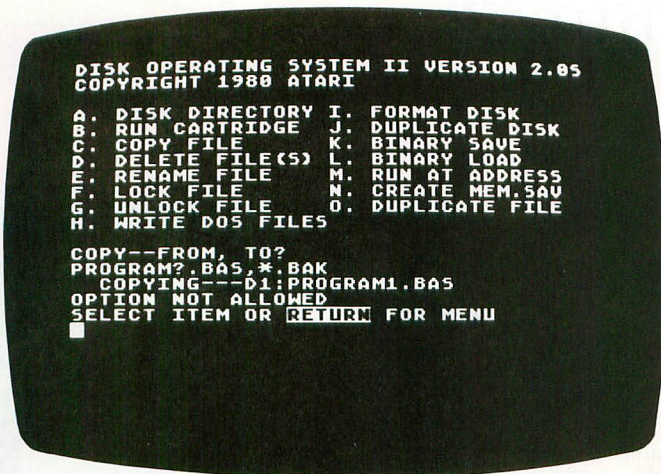 DISK OPERATING SYSTEM II VERSION 2.0S
COPYRIGHT 1980 ATARI
A. DISK DIRECTORY I. FORMAT DISK
B. RUN CARTRIDGE J. DUPLICATE DISK
C. COPY FILE K. BINARY SAVE
D. DELETE FILE(S) L. BINARY LOAD
E. RENAME FILE M. RUN AT ADDRESS
F. LOCK FILE N. CREATE MEM.SAV
G. UNLOCK FILE O. DUPLICATE FILE
H. WRITE DOS FILES
COPY--FROM, TO?
PROGRAM?.BAS,*.BAK
COPYING---D1:PROGRAM1.BAS
OPTION NOT ALLOWED
SELECT ITEM OR RETURN FOR MENU